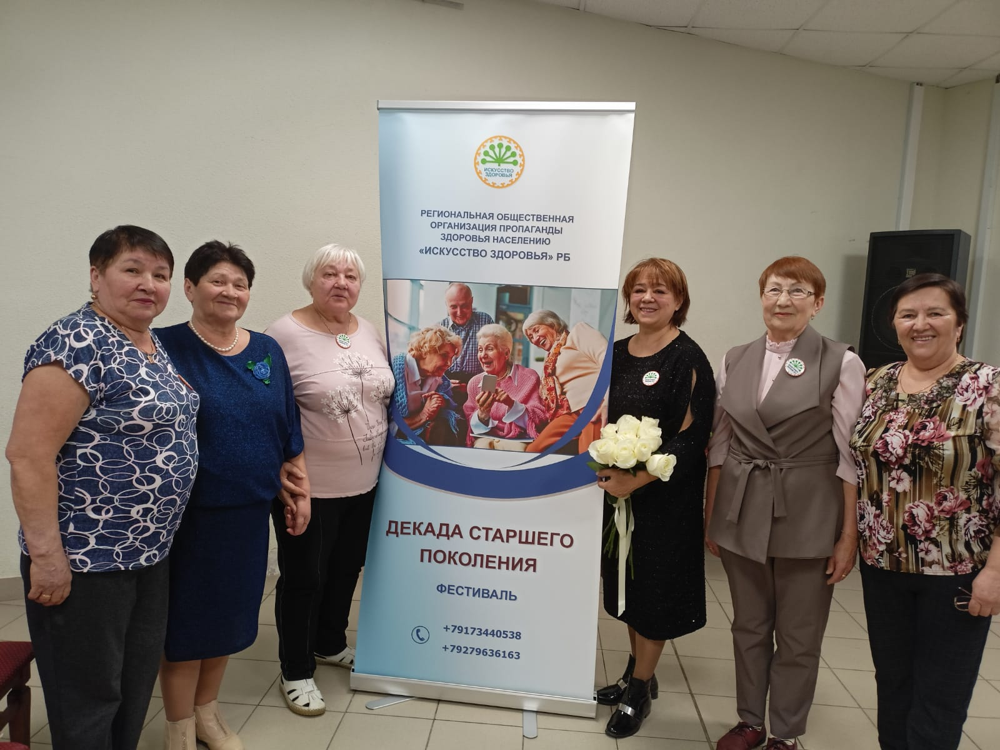 ИСКУССТВО
ЗДОРОВЬЯ
РЕГИОНАЛЬНАЯ ОБЩЕСТВЕННАЯ
ОРГАНИЗАЦИЯ ПРОПАГАНДЫ
ЗДОРОВЬЯ НАСЕЛЕНИЮ
«ИСКУССТВО ЗДОРОВЬЯ» РБ
ДЕКАДА СТАРШЕГО
ПОКОЛЕНИЯ
ФЕСТИВАЛЬ
+79173440538
+79279636163